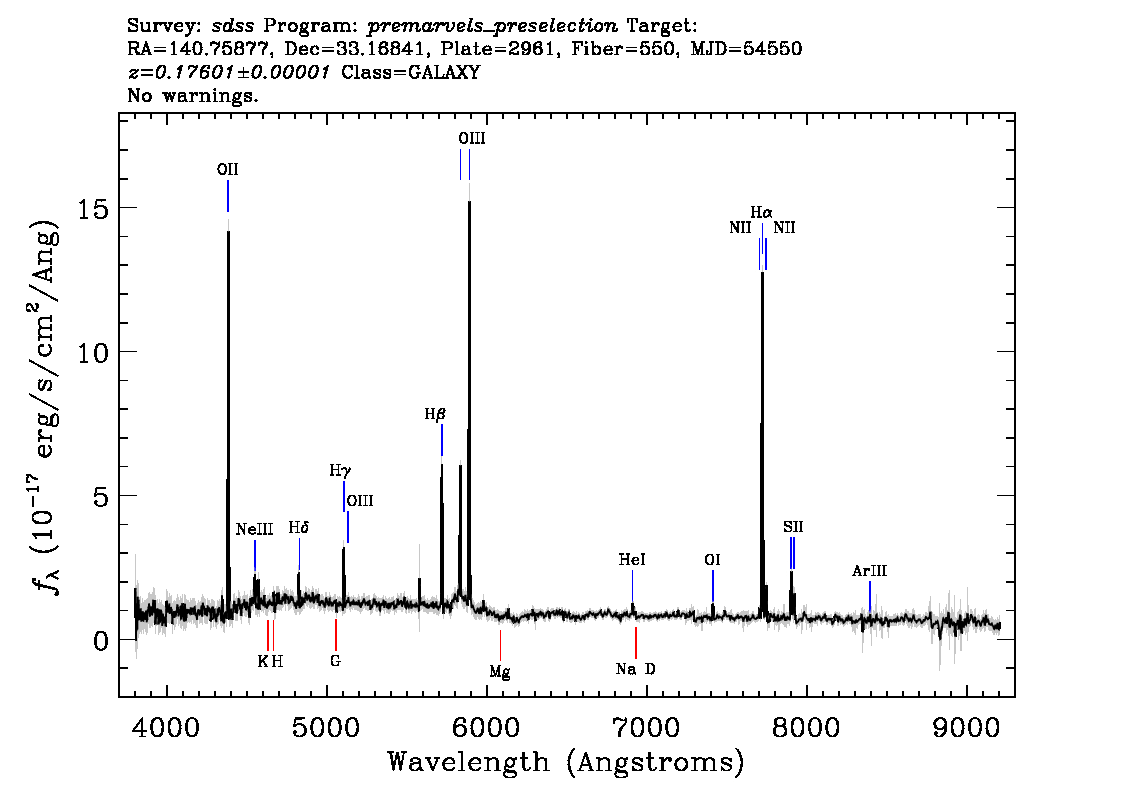 Survey: sdss Program: premarvels_preselection Target:
RA=140.75877, Dec=33.16841, Plate=2961, Fiber=550, MJD=54550
z=0.17601±0.00001 Class=GALAXY
No warnings.
OIII
OII
Hα
NII NII
Hβ
Hγ
OIII
NeIII Hδ
SII
HeI OI
ArIII
K H G
Mg
Na D
15
10
5
0
f_λ (10^−17 erg/s/cm^2/Ang)
4000 5000 6000 7000 8000 9000
Wavelength (Angstroms)